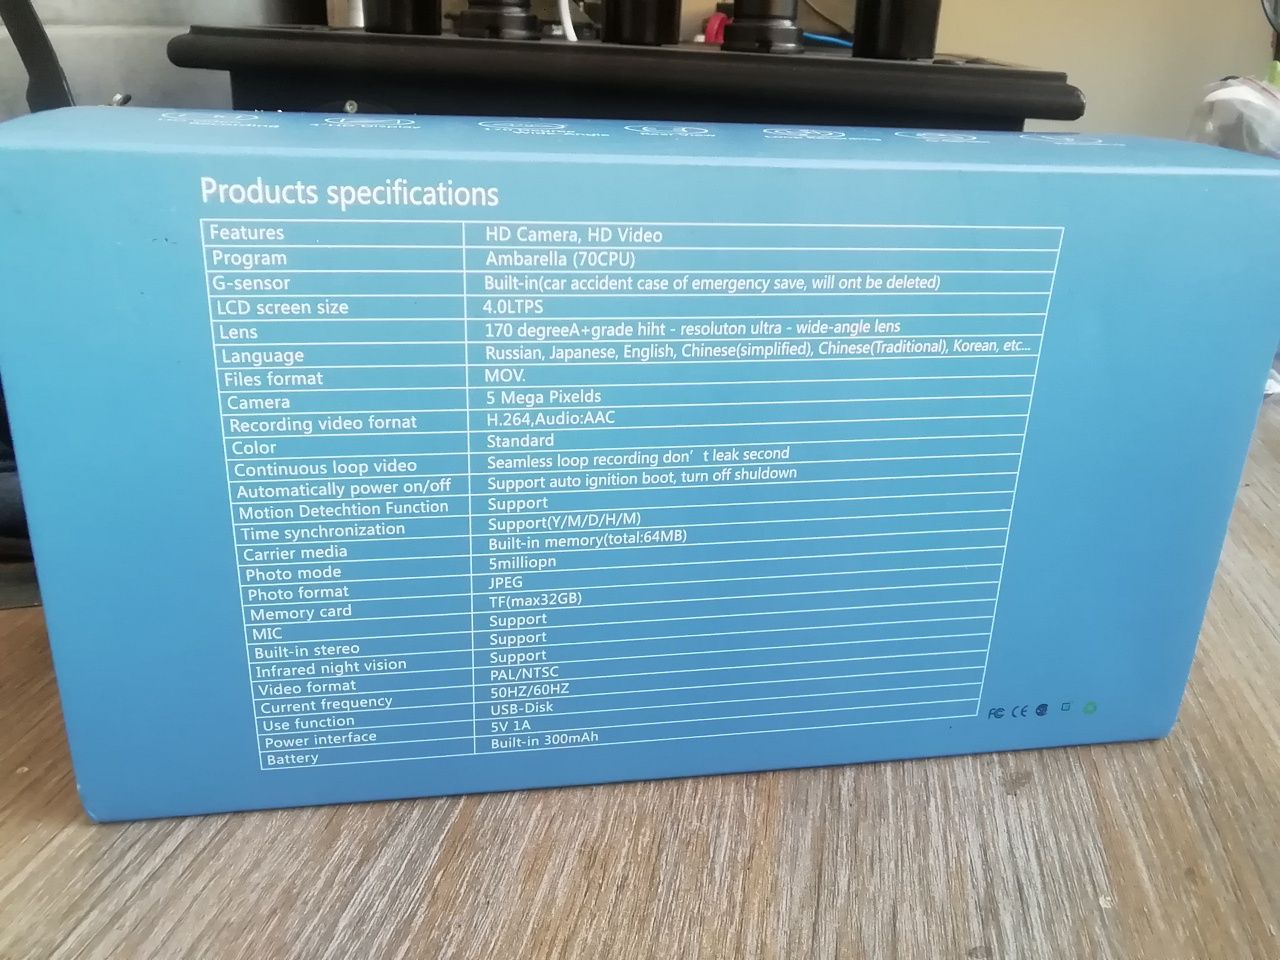 Rear View
Products specifications
Features HD Camera, HD Video
Program Ambarella (70CPU)
G-sensor Built-in(car accident case of emergency save, will ont be deleted)
LCD screen size 4.0LTPS
Lens 170 degreeA+grade hiht - resoluton ultra - wide-angle lens
Language Russian, Japanese, English, Chinese(simplified), Chinese(Traditional), Korean, etc...
Files format MOV.
Camera 5 Mega Pixelds
Recording video fornat H.264,Audio:AAC
Color Standard
Continuous loop video Seamless loop recording don't leak second
Automatically power on/off Support auto ignition boot, turn off shuldown
Motion Detechtion Function Support
Time synchronization Support(Y/M/D/H/M)
Carrier media Built-in memory(total:64MB)
Photo mode 5milliopn
Photo format JPEG
Memory card TF(max32GB)
MIC Support
Built-in stereo Support
Infrared night vision Support
Video format PAL/NTSC
Current frequency 50HZ/60HZ
Use function USB-Disk
Power interface 5V 1A
Battery Built-in 300mAh
FC CE